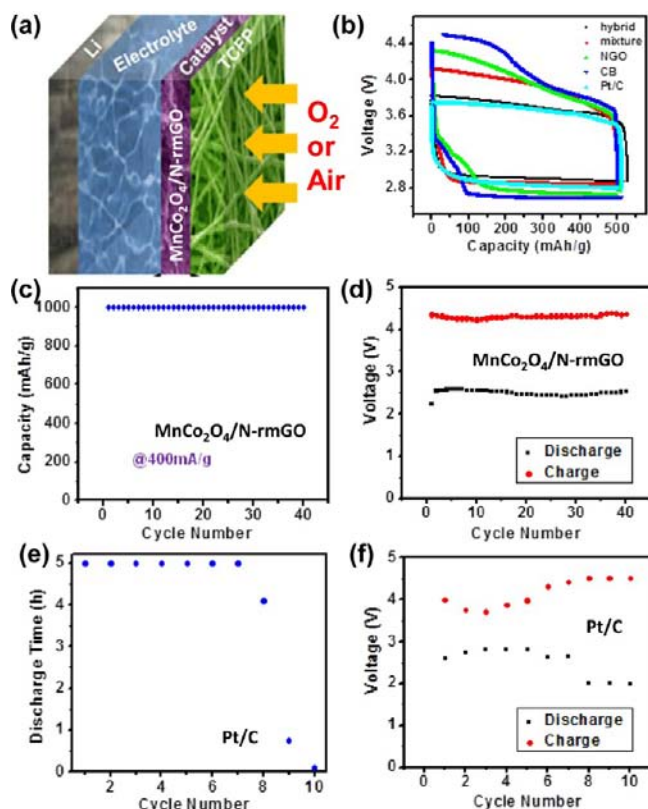 (a)
Li
Electrolyte
Catalyst
TCFP
MnCo₂O₄/N-rmGO
O₂
or
Air
(b)
Voltage (V)
4.4
4.0
3.6
3.2
2.8
hybrid
mixture
NGO
CB
Pt/C
0 100 200 300 400 500
Capacity (mAh/g)
(c)
Capacity (mAh/g)
1000
800
600
400
200
0
MnCo₂O₄/N-rmGO
@400mA/g
0 10 20 30 40
Cycle Number
(d)
Voltage (V)
5
4
3
2
1
0
MnCo₂O₄/N-rmGO
Discharge
Charge
0 10 20 30 40
Cycle Number
(e)
Discharge Time (h)
5
4
3
2
1
0
Pt/C
2 4 6 8 10
Cycle Number
(f)
Voltage (V)
5
4
3
2
1
0
Pt/C
Discharge
Charge
0 2 4 6 8 10
Cycle Number